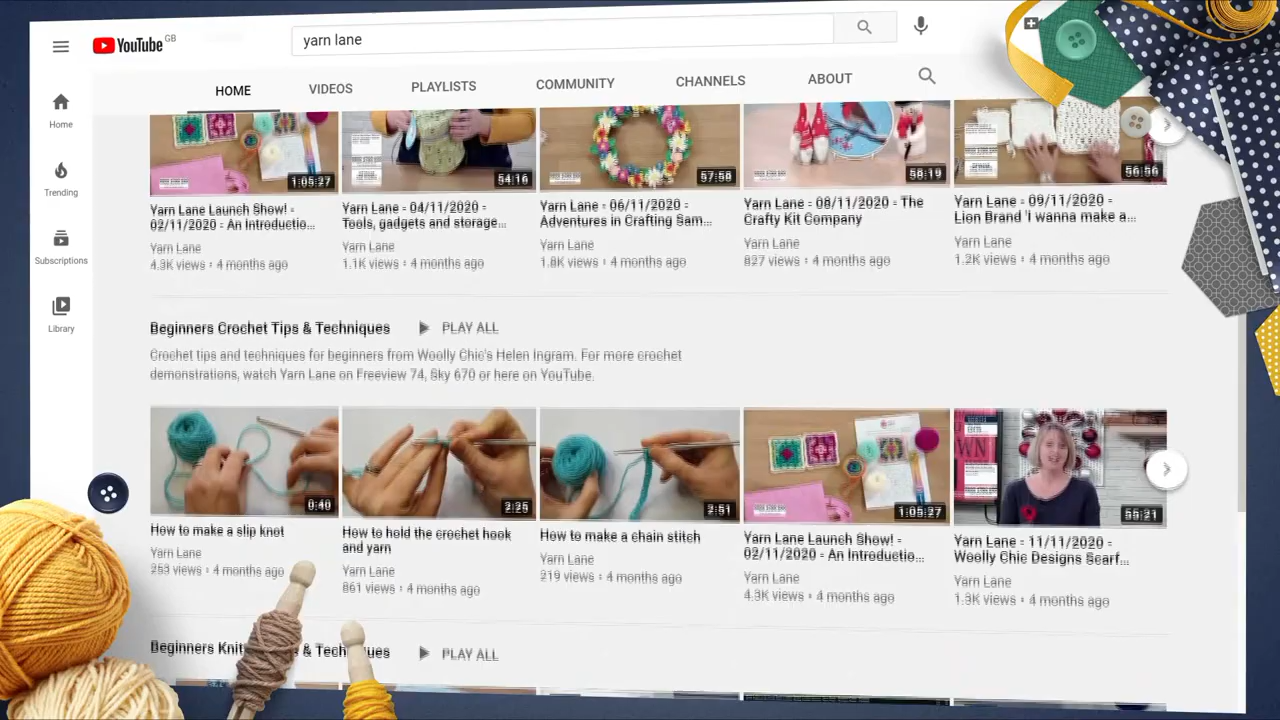 YouTube GB
yarn lane
HOME VIDEOS PLAYLISTS COMMUNITY CHANNELS ABOUT
Home
Trending
Subscriptions
Library
1:05:27 54:16 57:58 58:19 56:56
Yarn Lane Launch Show! -
02/11/2020 - An Introductio...
Yarn Lane
4.3K views • 4 months ago
Yarn Lane - 04/11/2020 -
Tools, gadgets and storage...
Yarn Lane
1.1K views • 4 months ago
Yarn Lane - 06/11/2020 -
Adventures in Crafting Sam...
Yarn Lane
1.8K views • 4 months ago
Yarn Lane - 08/11/2020 - The
Crafty Kit Company
Yarn Lane
827 views • 4 months ago
Yarn Lane - 09/11/2020 -
Lion Brand 'i wanna make a...
Yarn Lane
1.2K views • 4 months ago
Beginners Crochet Tips & Techniques PLAY ALL
Crochet tips and techniques for beginners from Woolly Chic's Helen Ingram. For more crochet
demonstrations, watch Yarn Lane on Freeview 74, Sky 670 or here on YouTube.
0:40 2:25 2:51 1:05:27 55:21
How to make a slip knot
Yarn Lane
253 views • 4 months ago
How to hold the crochet hook
and yarn
Yarn Lane
861 views • 4 months ago
How to make a chain stitch
Yarn Lane
219 views • 4 months ago
Yarn Lane Launch Show! -
02/11/2020 - An Introductio...
Yarn Lane
4.3K views • 4 months ago
Yarn Lane - 11/11/2020 -
Woolly Chic Designs Scarf...
Yarn Lane
1.3K views • 4 months ago
Beginners Knit & Techniques PLAY ALL